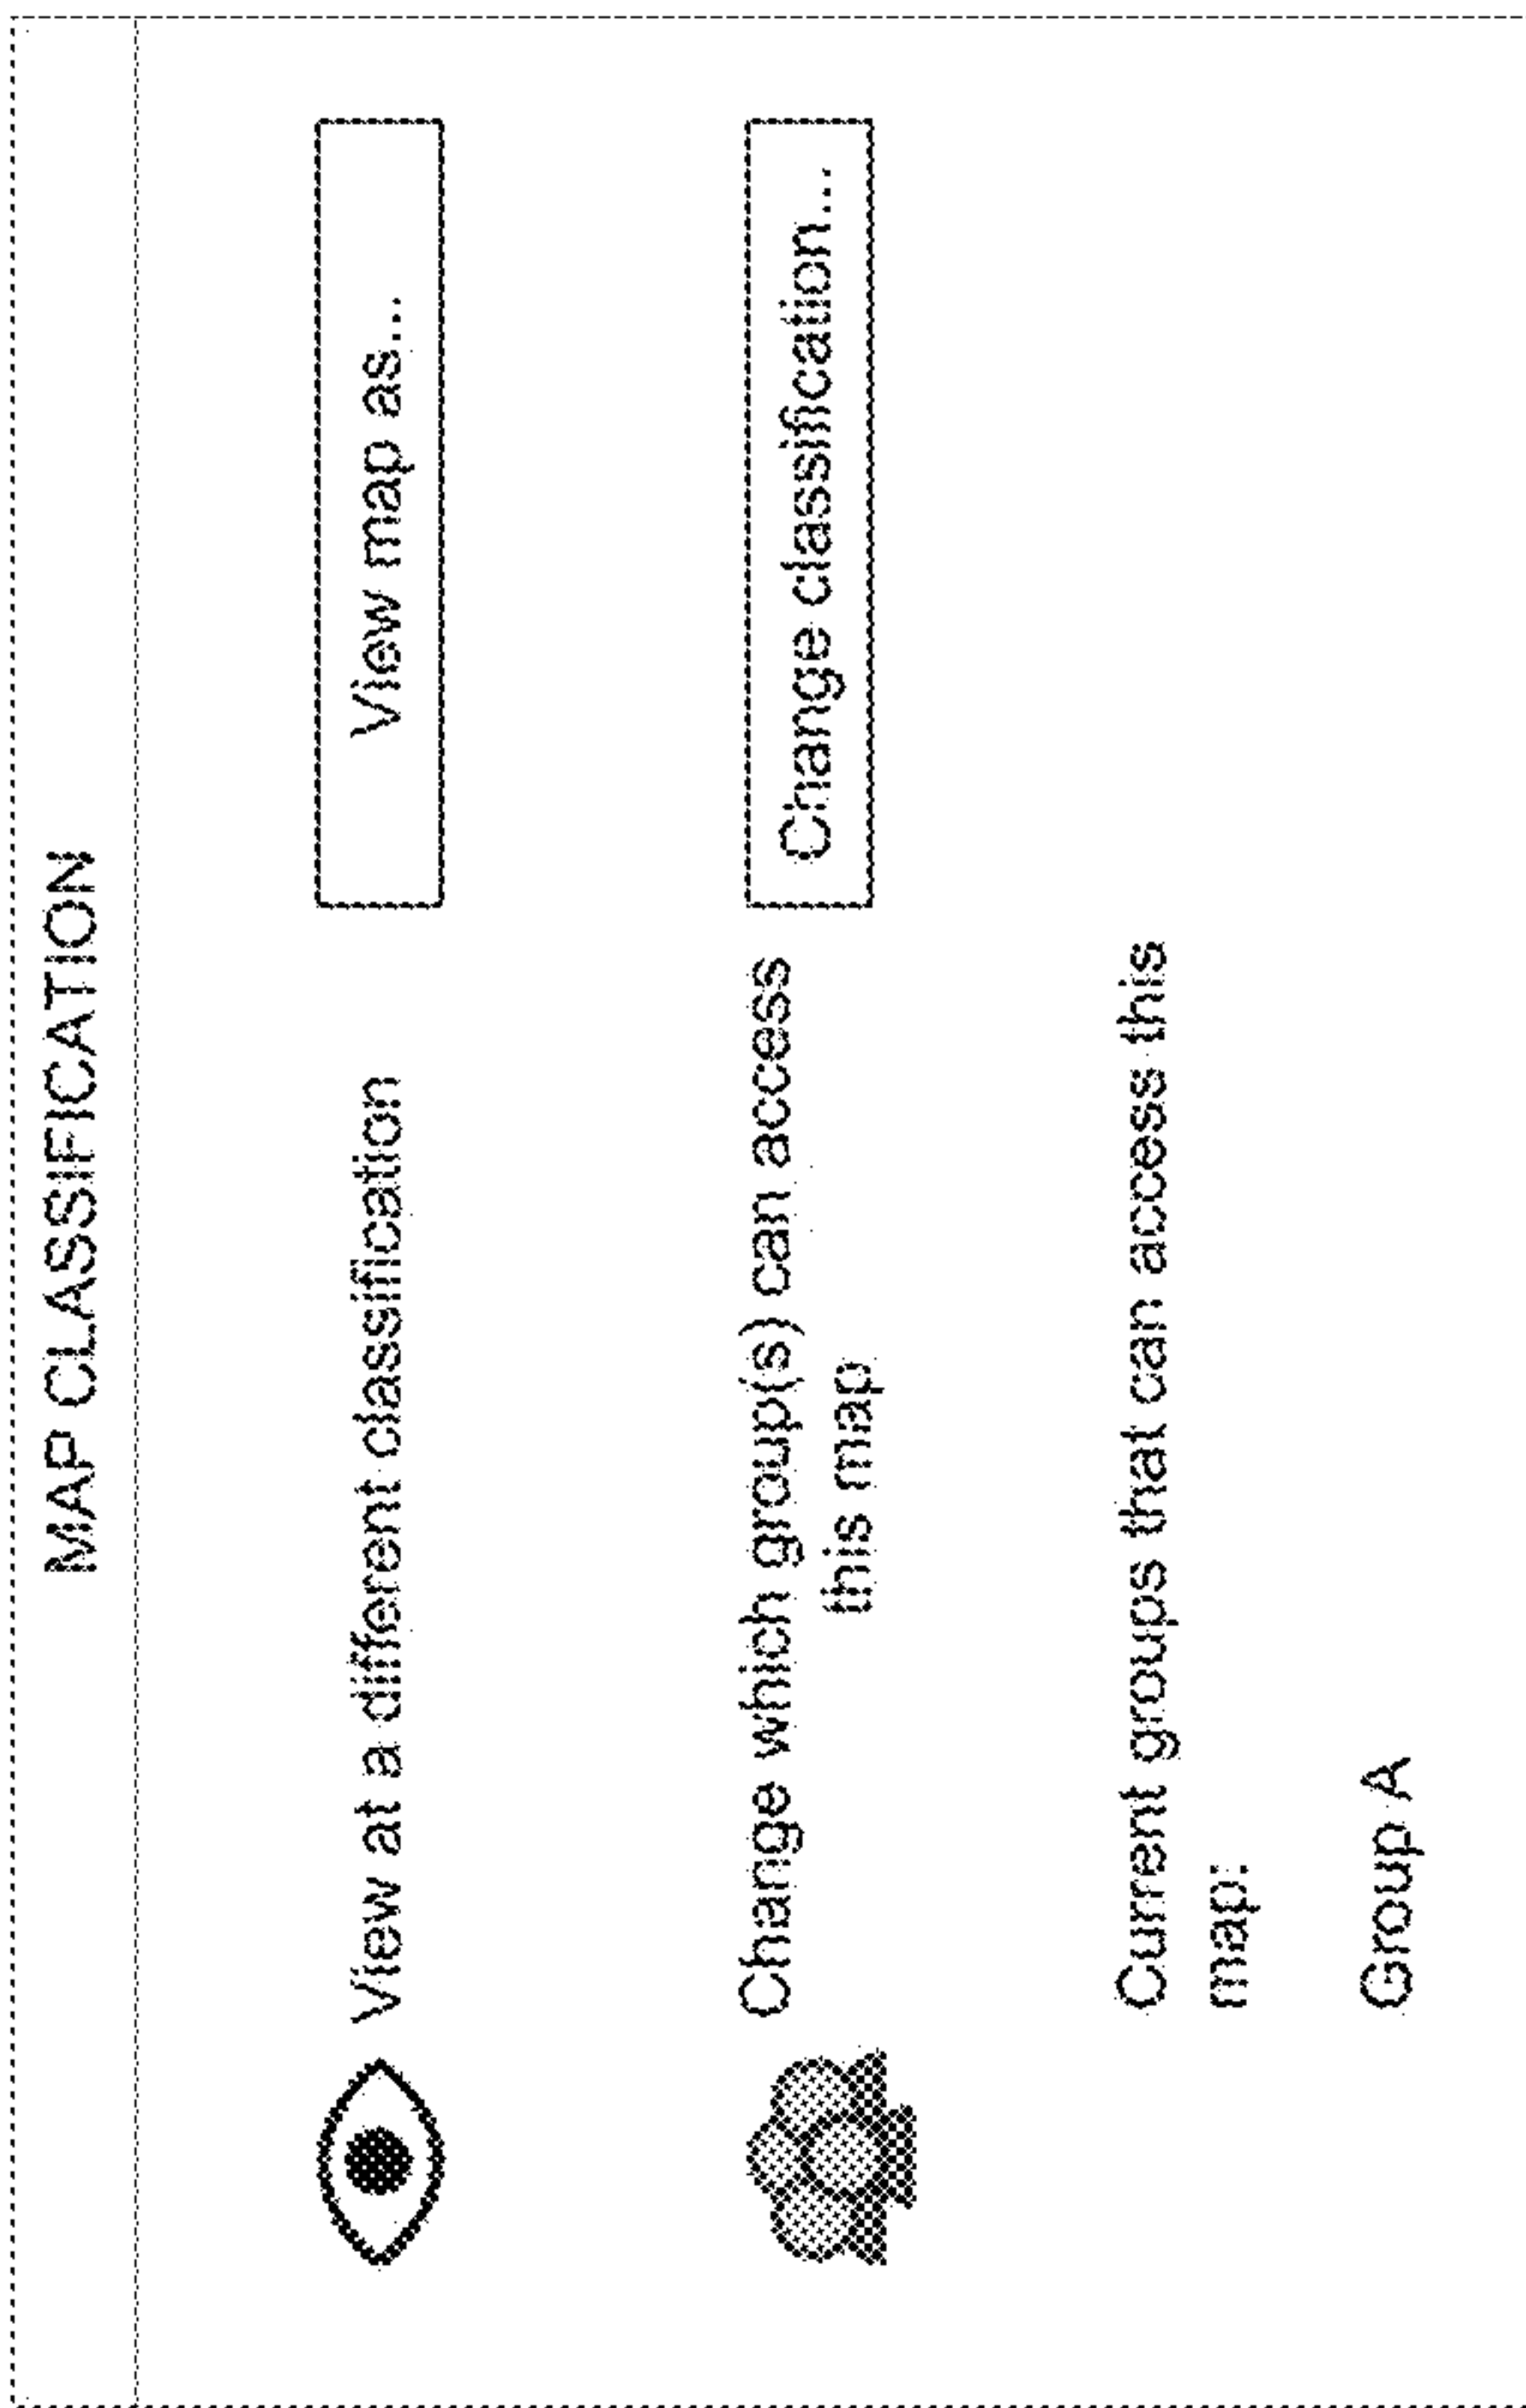 MAP CLASSIFICATION
View at a different classification
View map as...
Change which group(s) can access
this map
Change classification...
Current groups that can access this
map:
Group A